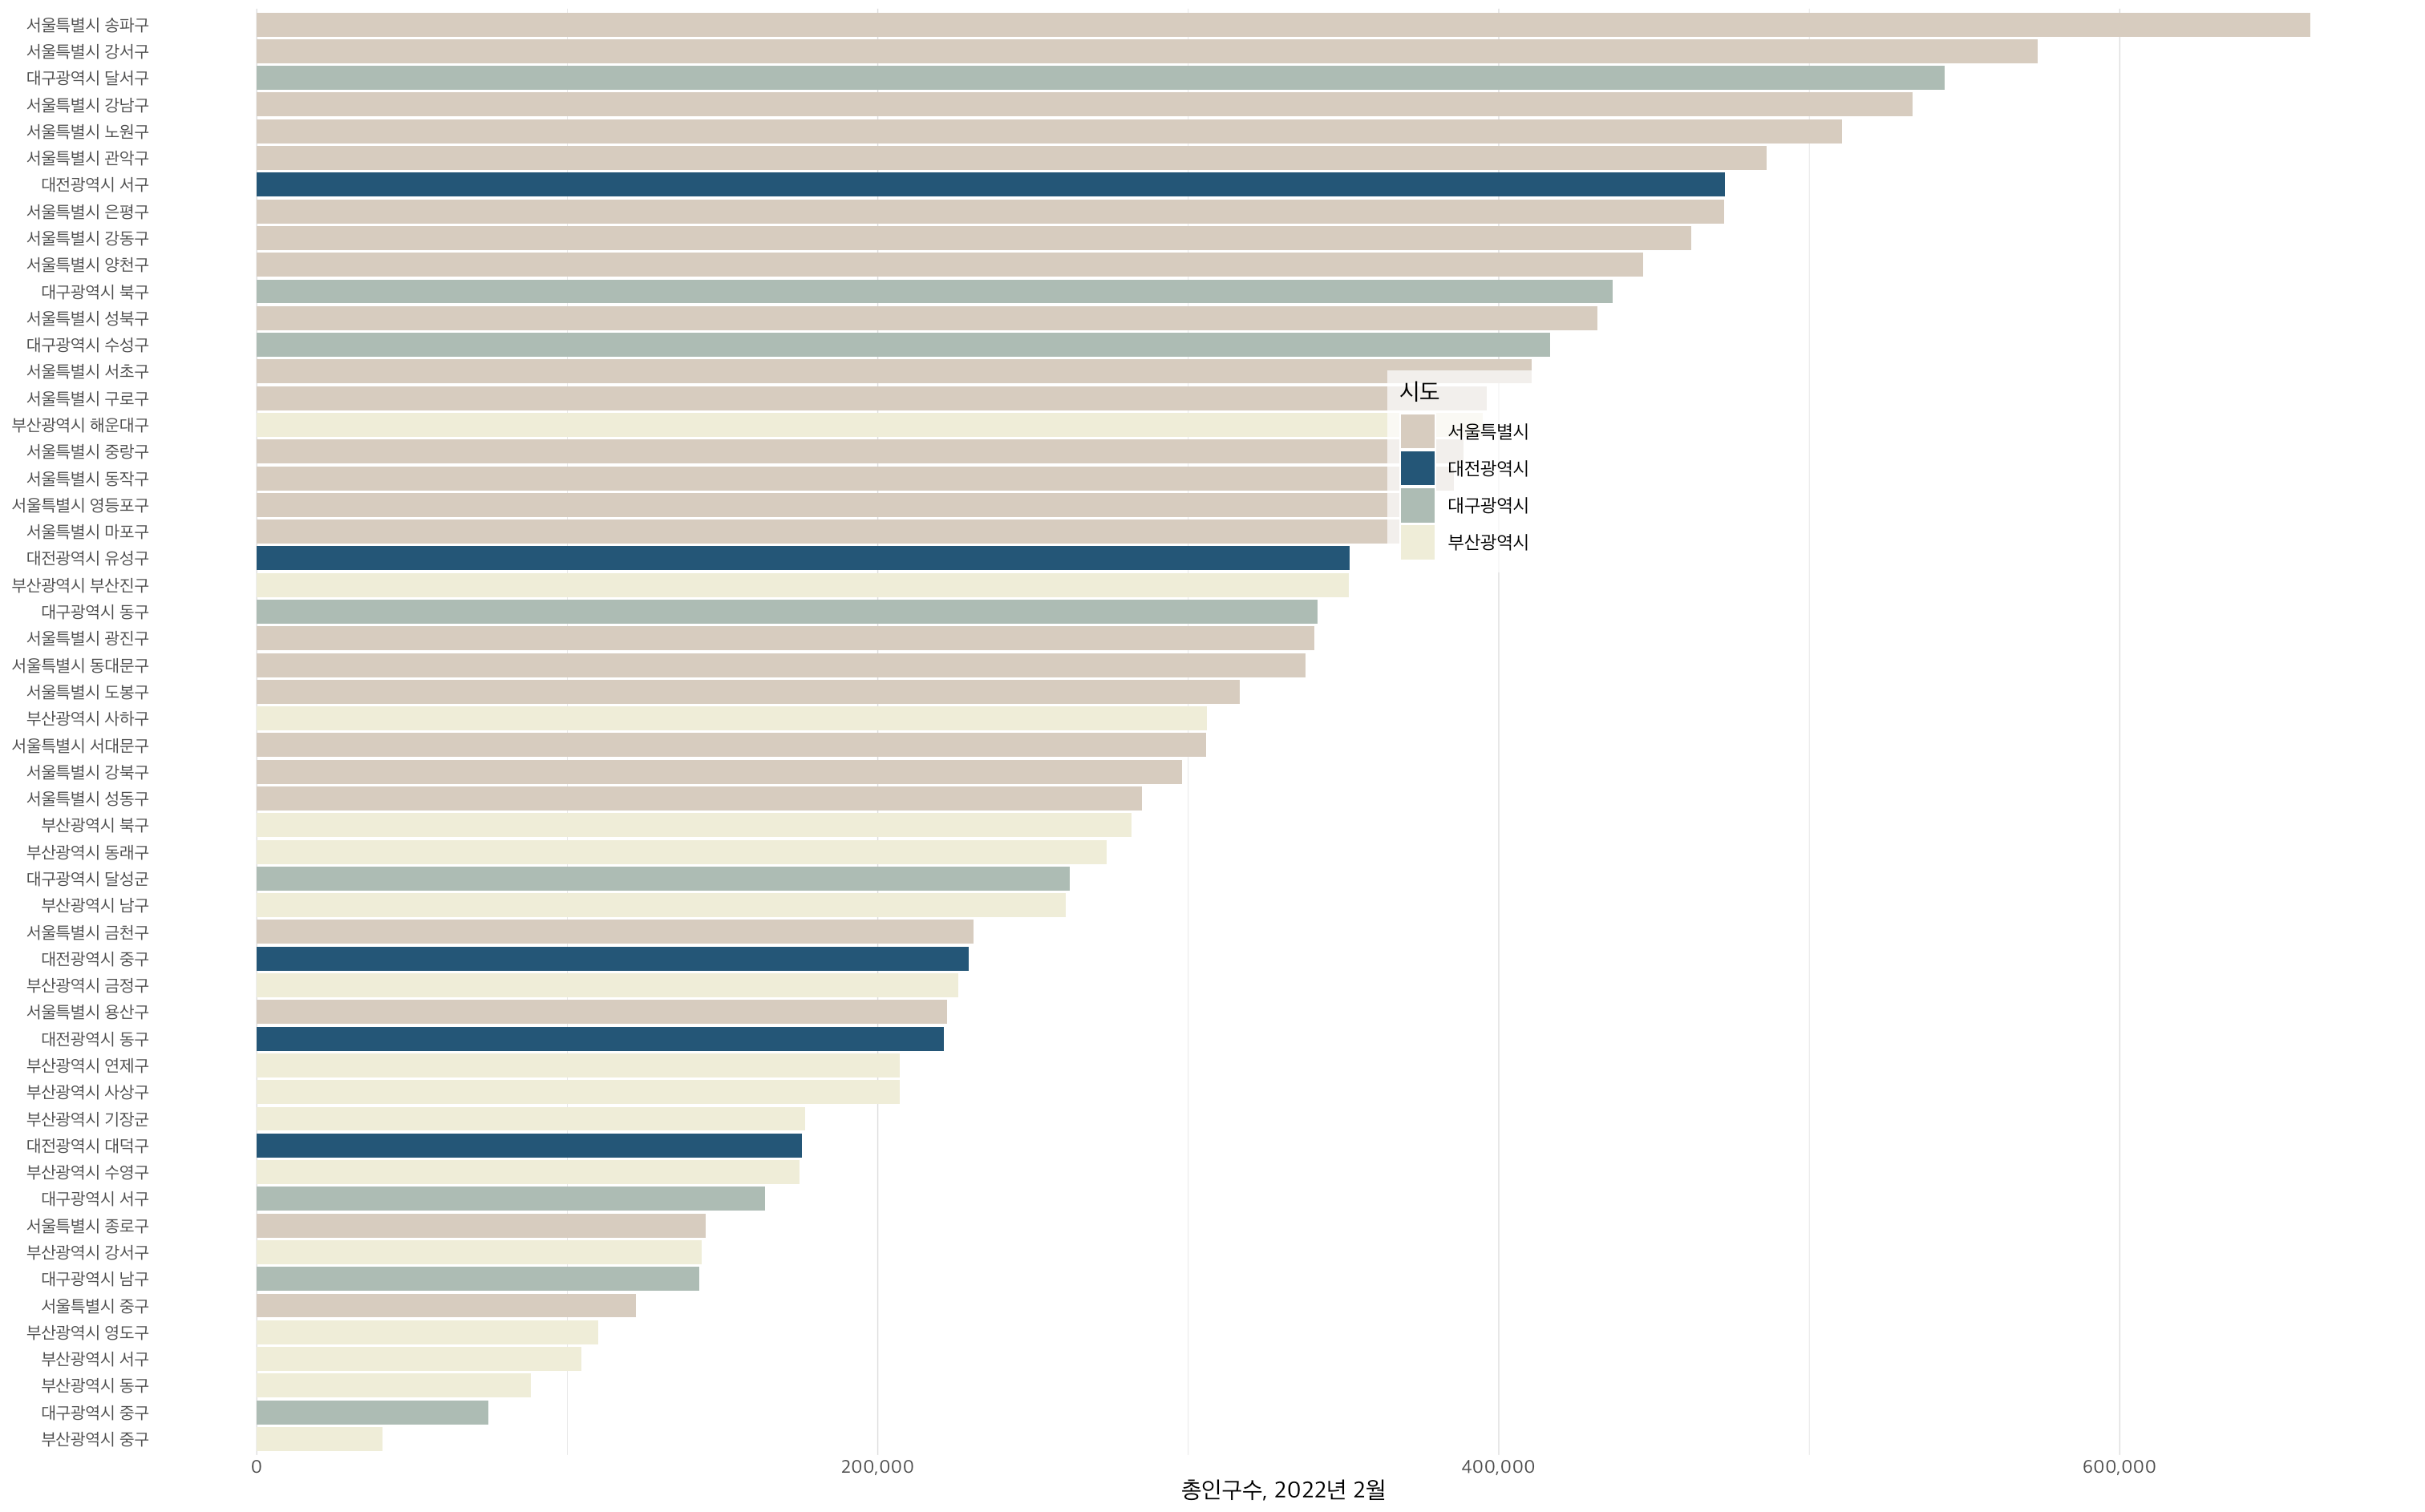 서울특별시 송파구
서울특별시 강서구
대구광역시 달서구
서울특별시 강남구
서울특별시 노원구
서울특별시 관악구
대전광역시 서구
서울특별시 은평구
서울특별시 강동구
서울특별시 양천구
대구광역시 북구
서울특별시 성북구
대구광역시 수성구
서울특별시 서초구
서울특별시 구로구
부산광역시 해운대구
서울특별시 중랑구
서울특별시 동작구
서울특별시 영등포구
서울특별시 마포구
대전광역시 유성구
부산광역시 부산진구
대구광역시 동구
서울특별시 광진구
서울특별시 동대문구
서울특별시 도봉구
부산광역시 사하구
서울특별시 서대문구
서울특별시 강북구
서울특별시 성동구
부산광역시 북구
부산광역시 동래구
대구광역시 달성군
부산광역시 남구
서울특별시 금천구
대전광역시 중구
부산광역시 금정구
서울특별시 용산구
대전광역시 동구
부산광역시 연제구
부산광역시 사상구
부산광역시 기장군
대전광역시 대덕구
부산광역시 수영구
대구광역시 서구
서울특별시 종로구
부산광역시 강서구
대구광역시 남구
서울특별시 중구
부산광역시 영도구
부산광역시 서구
부산광역시 동구
대구광역시 중구
부산광역시 중구
시도
서울특별시
대전광역시
대구광역시
부산광역시
0 200,000 400,000 600,000
총인구수, 2022년 2월